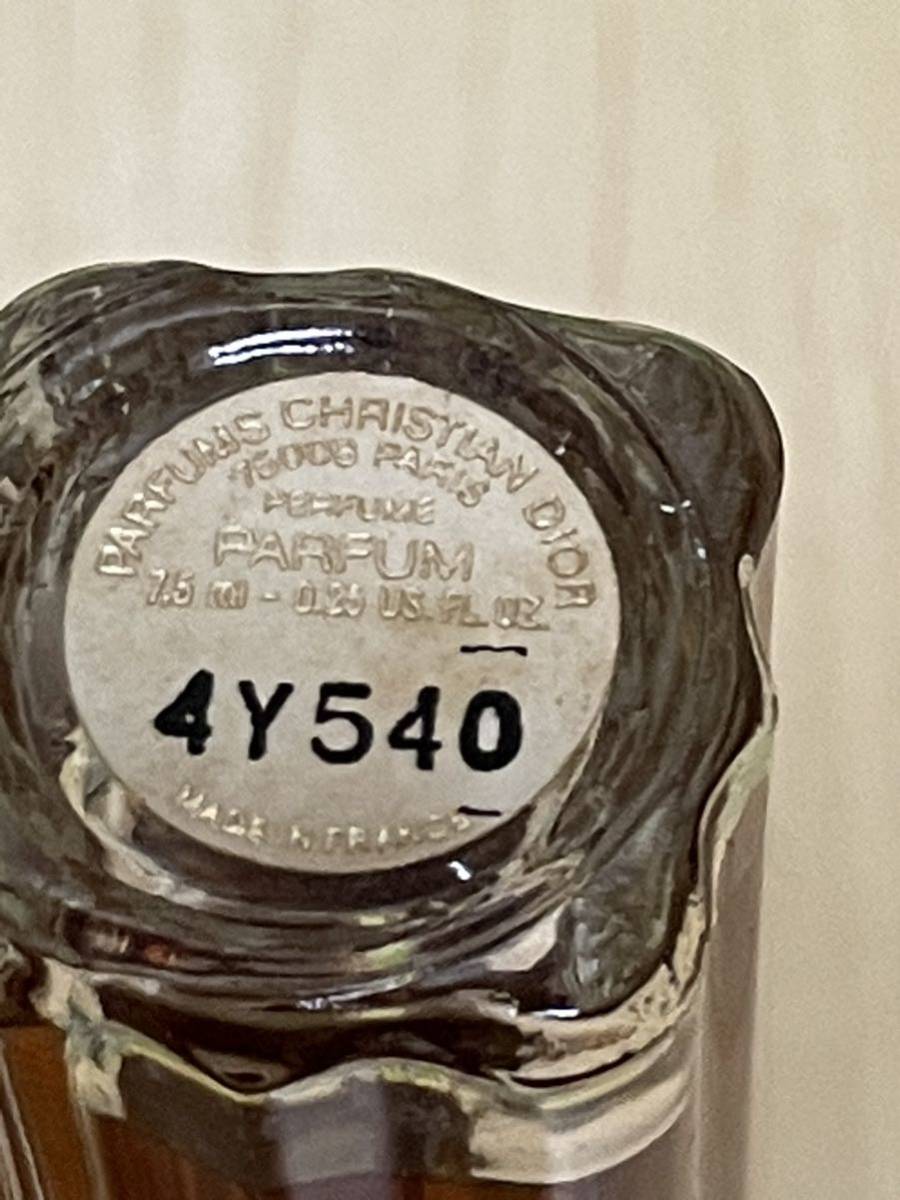 PARFUMS CHRISTIAN DIOR
75008 PARIS
PERFUME
PARFUM
7.5 ml - 0.25 US. FL. OZ.
4Y540
MADE IN FRANCE